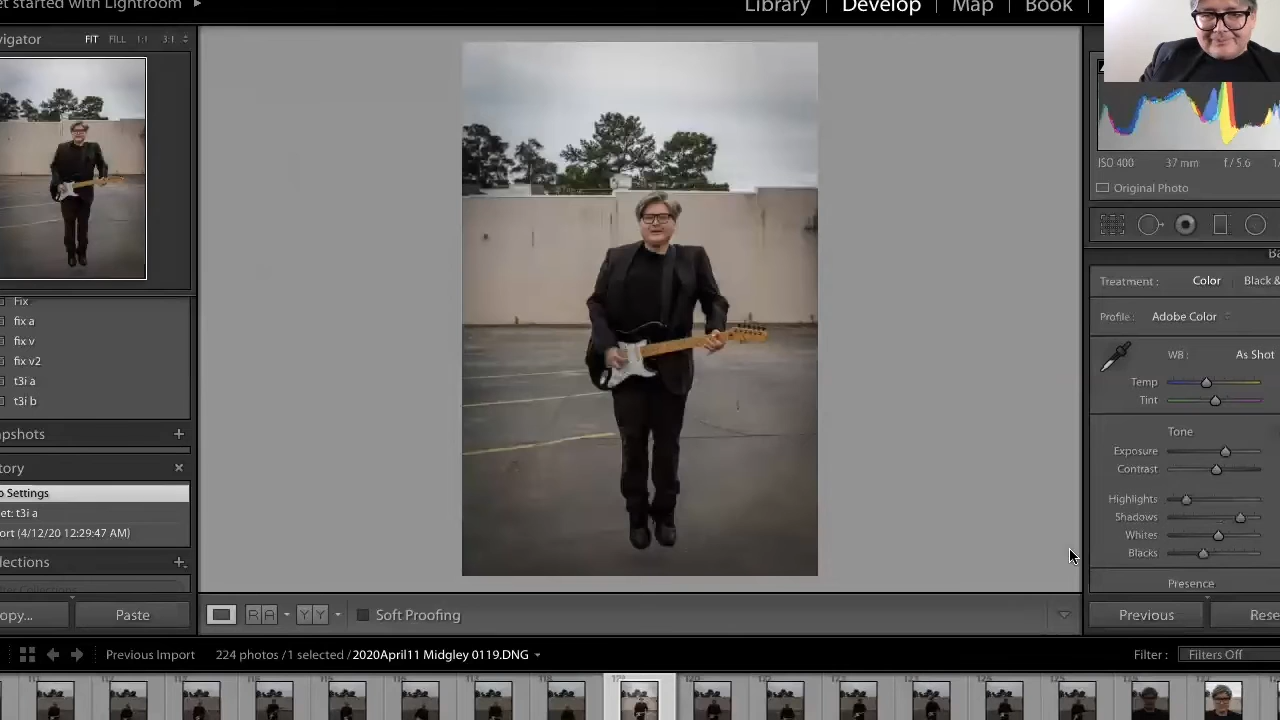 et started with Lightroom
Library | Develop | Map | Book |
vigator FIT FILL 1:1 3:1
ISO 400 37 mm f / 5.6
Original Photo
Treatment : Color Black &
Profile : Adobe Color
WB : As Shot
Temp
Tint
Tone
Exposure
Contrast
Highlights
Shadows
Whites
Blacks
Presence
Fix
fix a
fix v
fix v2
t3i a
t3i b
apshots +
tory ×
o Settings
et: t3i a
ort (4/12/20 12:29:47 AM)
llections +
opy... Paste
R A Y Y Soft Proofing
Previous Rese
Previous Import 224 photos / 1 selected / 2020April11 Midgley 0119.DNG
Filter : Filters Off